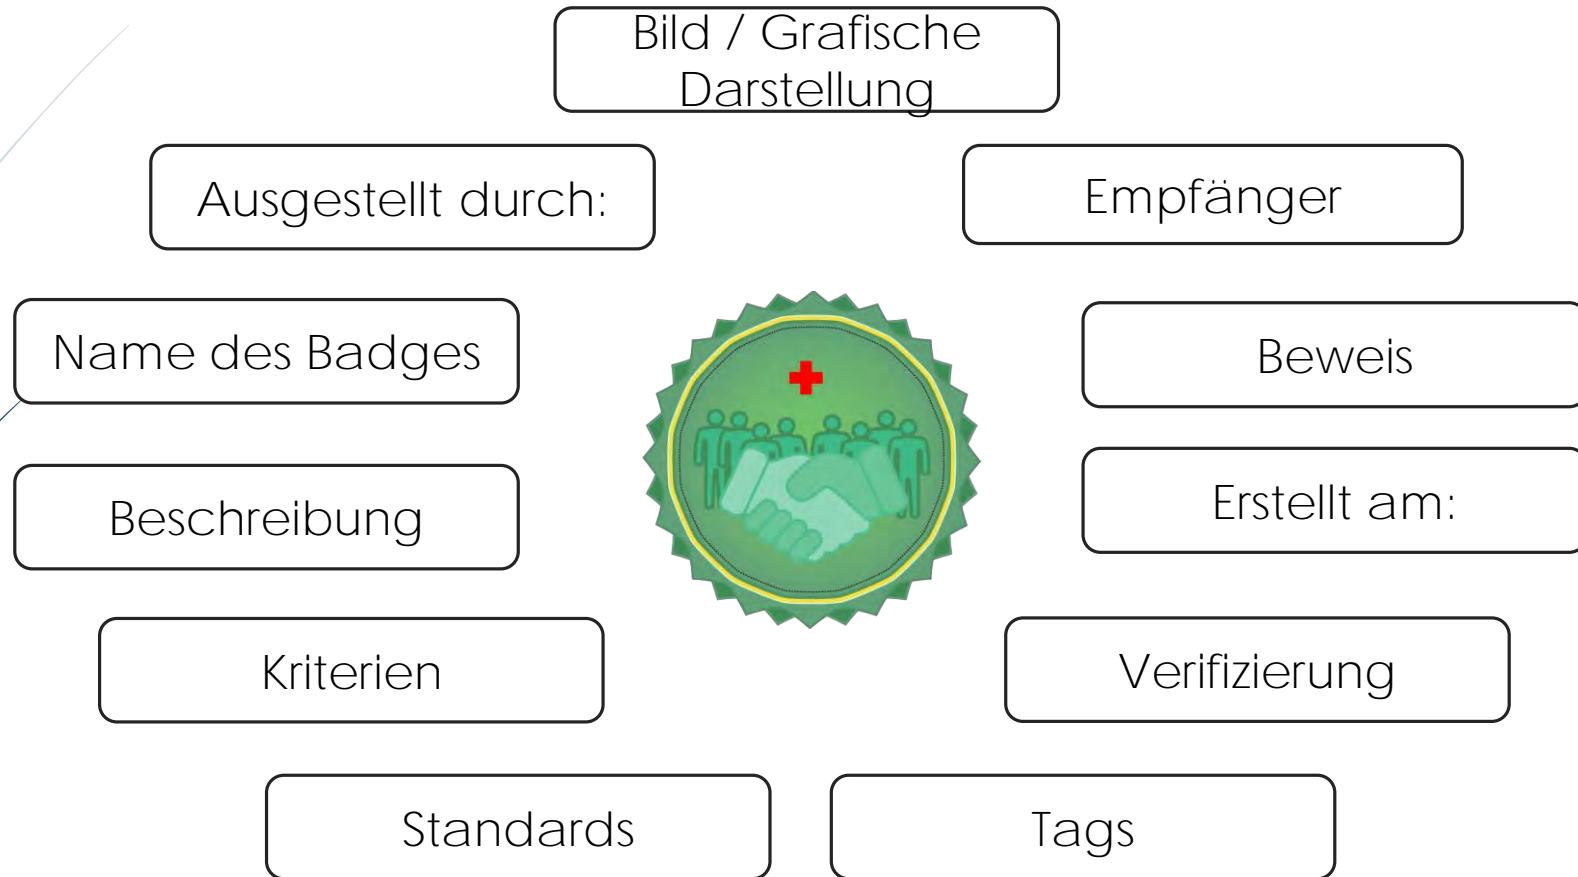 Bild / Grafische
Darstellung
Ausgestellt durch:
Empfänger
Name des Badges
Beweis
Beschreibung
Erstellt am:
Kriterien
Verifizierung
Standards
Tags